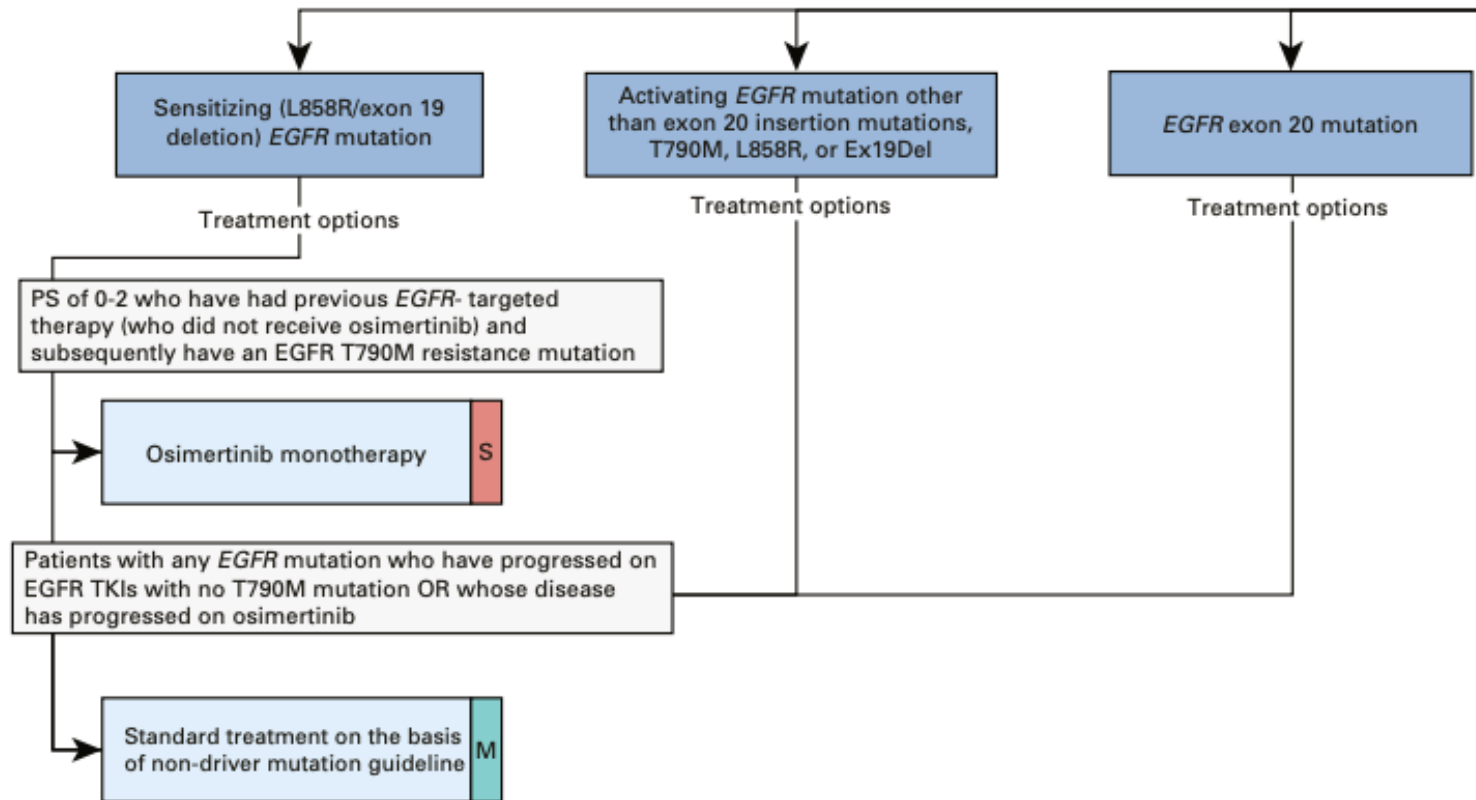 Sensitizing (L858R/exon 19
deletion) EGFR mutation
Activating EGFR mutation other
than exon 20 insertion mutations,
T790M, L858R, or Ex19Del
EGFR exon 20 mutation
Treatment options
Treatment options
Treatment options
PS of 0-2 who have had previous EGFR- targeted
therapy (who did not receive osimertinib) and
subsequently have an EGFR T790M resistance mutation
Osimertinib monotherapy
S
Patients with any EGFR mutation who have progressed on
EGFR TKIs with no T790M mutation OR whose disease
has progressed on osimertinib
Standard treatment on the basis
of non-driver mutation guideline
M